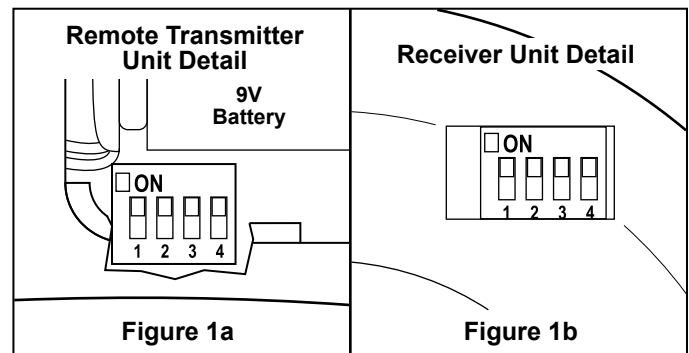 Remote Transmitter
Unit Detail
9V
Battery
ON
1 2 3 4
Figure 1a
Receiver Unit Detail
ON
1 2 3 4
Figure 1b